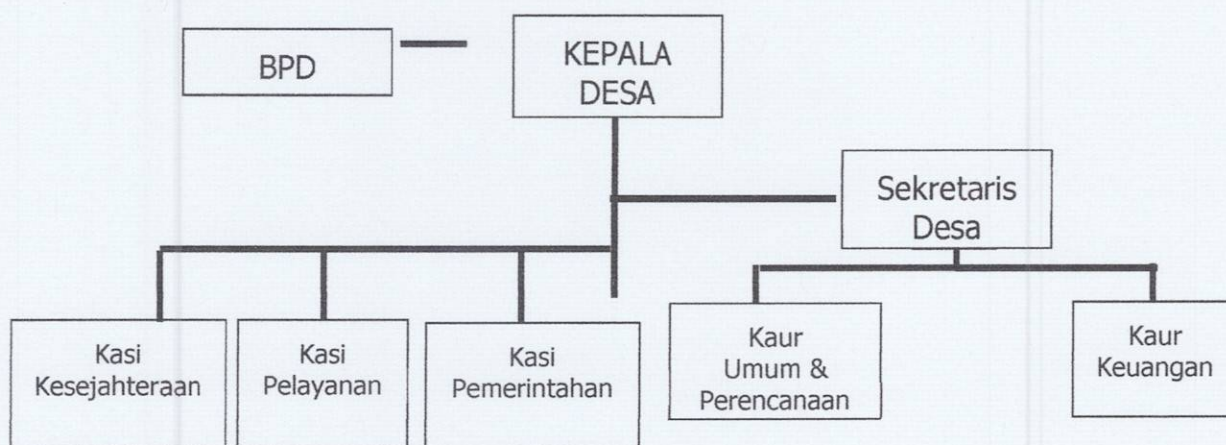 BPD
KEPALA
DESA
Sekretaris
Desa
Kasi
Kesejahteraan
Kasi
Pelayanan
Kasi
Pemerintahan
Kaur
Umum &
Perencanaan
Kaur
Keuangan